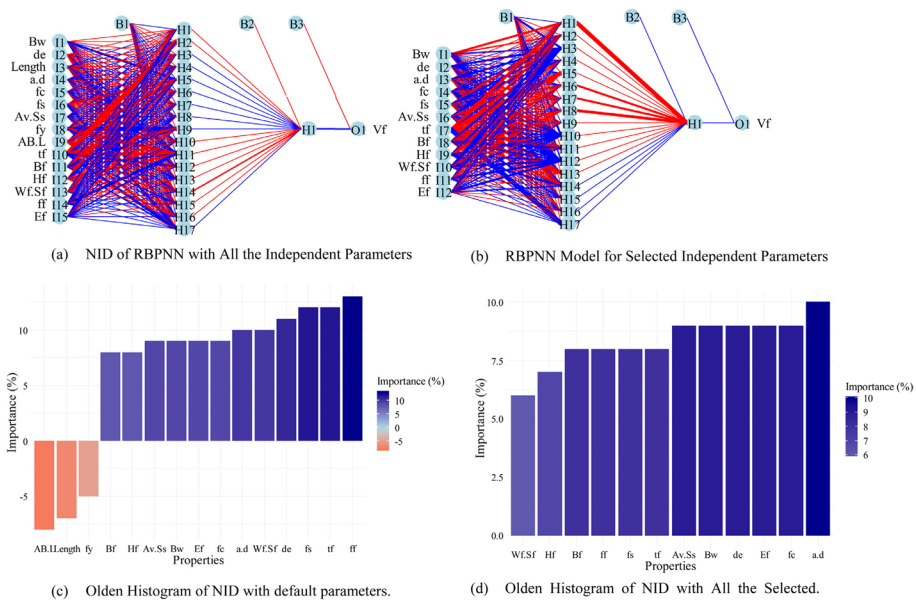 B1 B2 B3
Bw I1 H1
de I2 H2
Length I3 H3
a.d I4 H4
fc I5 H5
fs I6 H6
Av.Ss I7 H7
fy I8 H8
AB.L I9 H9 H1 O1 Vf
tf I10 H10
Bf I11 H11
Hf I12 H12
Wf.Sf I13 H13
ff I14 H14
Ef I15 H15
H16
H17
(a) NID of RBPNN with All the Independent Parameters
B1 B2 B3
H1
H2
Bw I1 H3
de I2 H4
fc I3 H5
a.d I4 H6
fs I5 H7
Av.Ss I6 H8
tf I7 H9 H1 O1 Vf
Bf I8 H10
Hf I9 H11
Wf.Sf I10 H12
ff I11 H13
Ef I12 H14
H15
H16
H17
(b) RBPNN Model for Selected Independent Parameters
Importance (%)
10
5
0
-5
AB.L Length fy Bf Hf Av.Ss Bw Ef fc a.d Wf.Sf de fs tf ff
Properties
Importance (%)
10
5
0
-5
(c) Olden Histogram of NID with default parameters.
Importance (%)
10.0
7.5
5.0
2.5
0.0
Wf.Sf Hf Bf ff fs tf Av.Ss Bw de Ef fc a.d
Properties
Importance (%)
10
9
8
7
6
(d) Olden Histogram of NID with All the Selected.